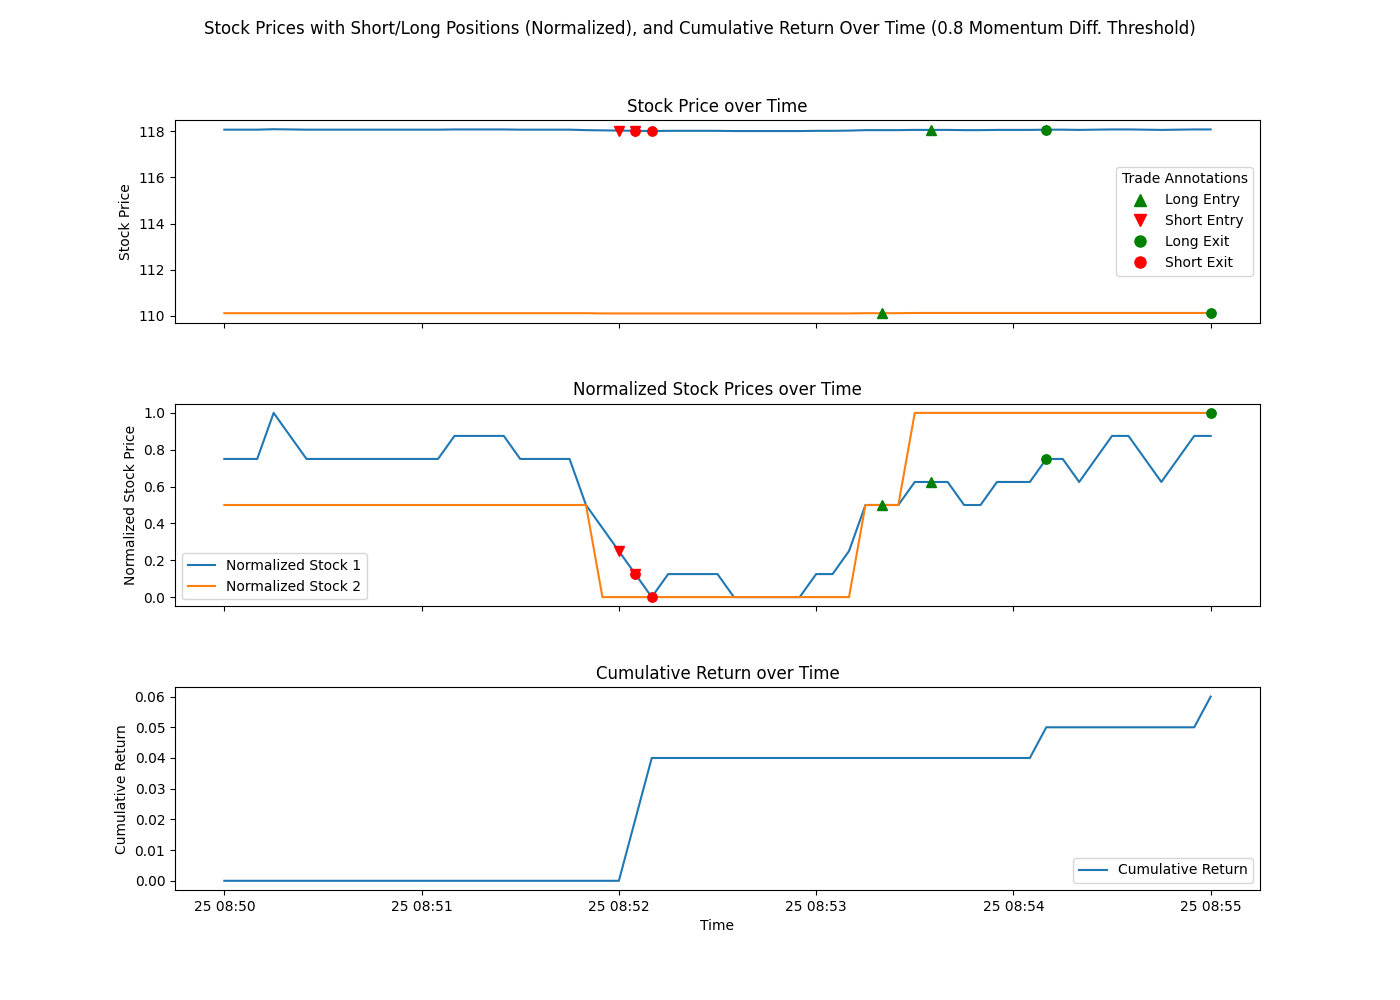 Stock Prices with Short/Long Positions (Normalized), and Cumulative Return Over Time (0.8 Momentum Diff. Threshold)
Stock Price over Time
118
116
114
112
110
Stock Price
Trade Annotations
Long Entry
Short Entry
Long Exit
Short Exit
Normalized Stock Prices over Time
1.0
0.8
0.6
0.4
0.2
0.0
Normalized Stock Price
Normalized Stock 1
Normalized Stock 2
Cumulative Return over Time
0.06
0.05
0.04
0.03
0.02
0.01
0.00
Cumulative Return
Cumulative Return
25 08:50
25 08:51
25 08:52
25 08:53
25 08:54
25 08:55
Time